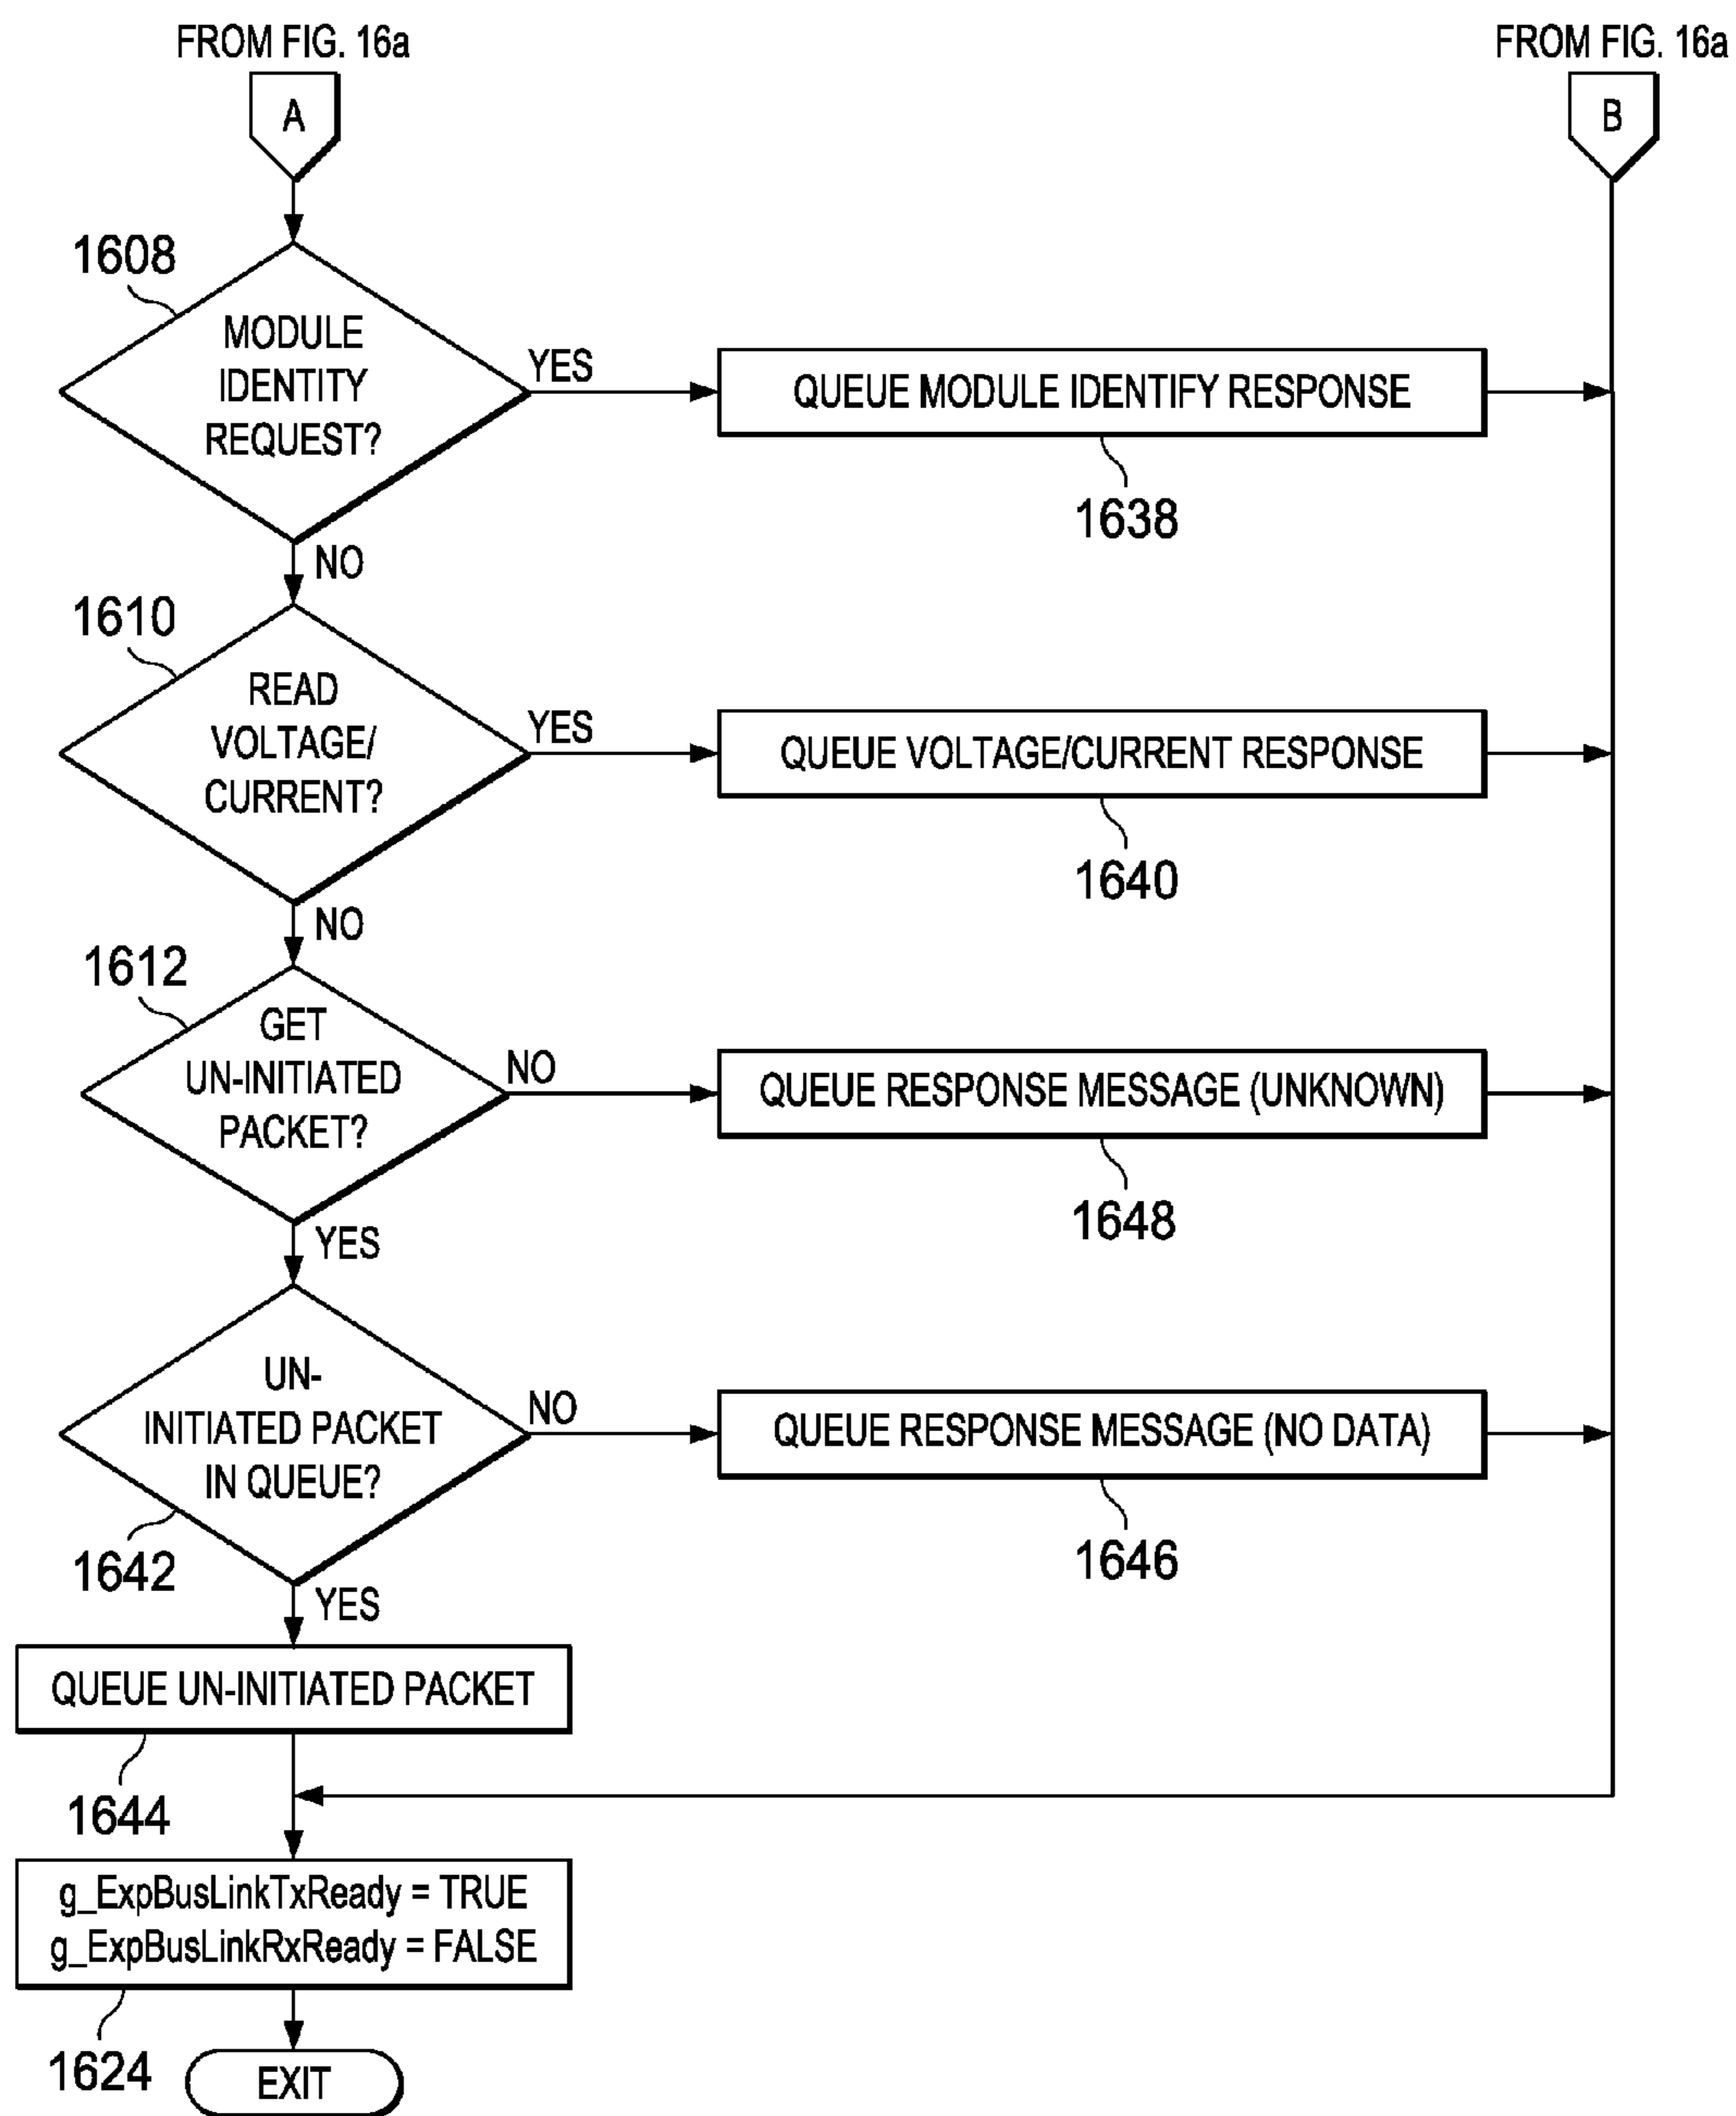 FROM FIG. 16a
FROM FIG. 16a
A
B
1608
MODULE
IDENTITY
REQUEST?
YES
QUEUE MODULE IDENTIFY RESPONSE
1638
NO
1610
READ
VOLTAGE/
CURRENT?
YES
QUEUE VOLTAGE/CURRENT RESPONSE
1640
NO
1612
GET
UN-INITIATED
PACKET?
NO
QUEUE RESPONSE MESSAGE (UNKNOWN)
1648
YES
UN-
INITIATED PACKET
IN QUEUE?
NO
QUEUE RESPONSE MESSAGE (NO DATA)
1646
1642
YES
QUEUE UN-INITIATED PACKET
1644
g_ExpBusLinkTxReady = TRUE
g_ExpBusLinkRxReady = FALSE
1624
EXIT